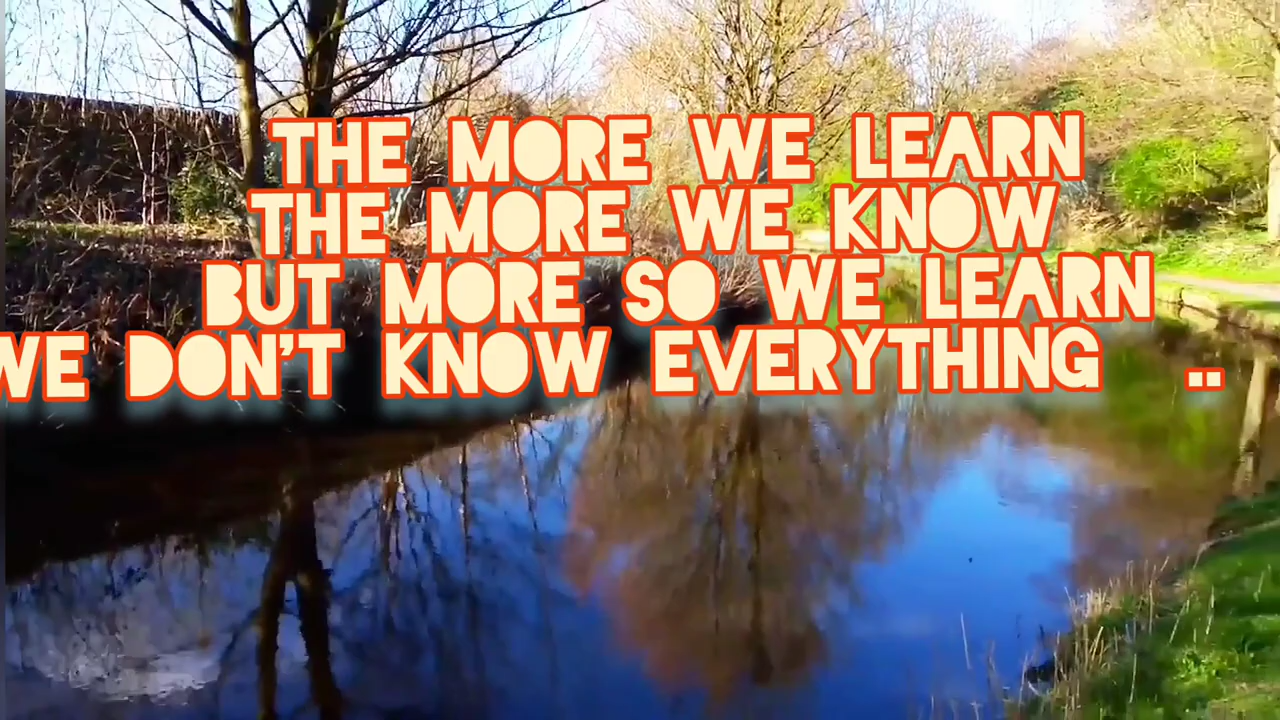 THE MORE WE LEARN
THE MORE WE KNOW
BUT MORE SO WE LEARN
WE DON'T KNOW EVERYTHING ..